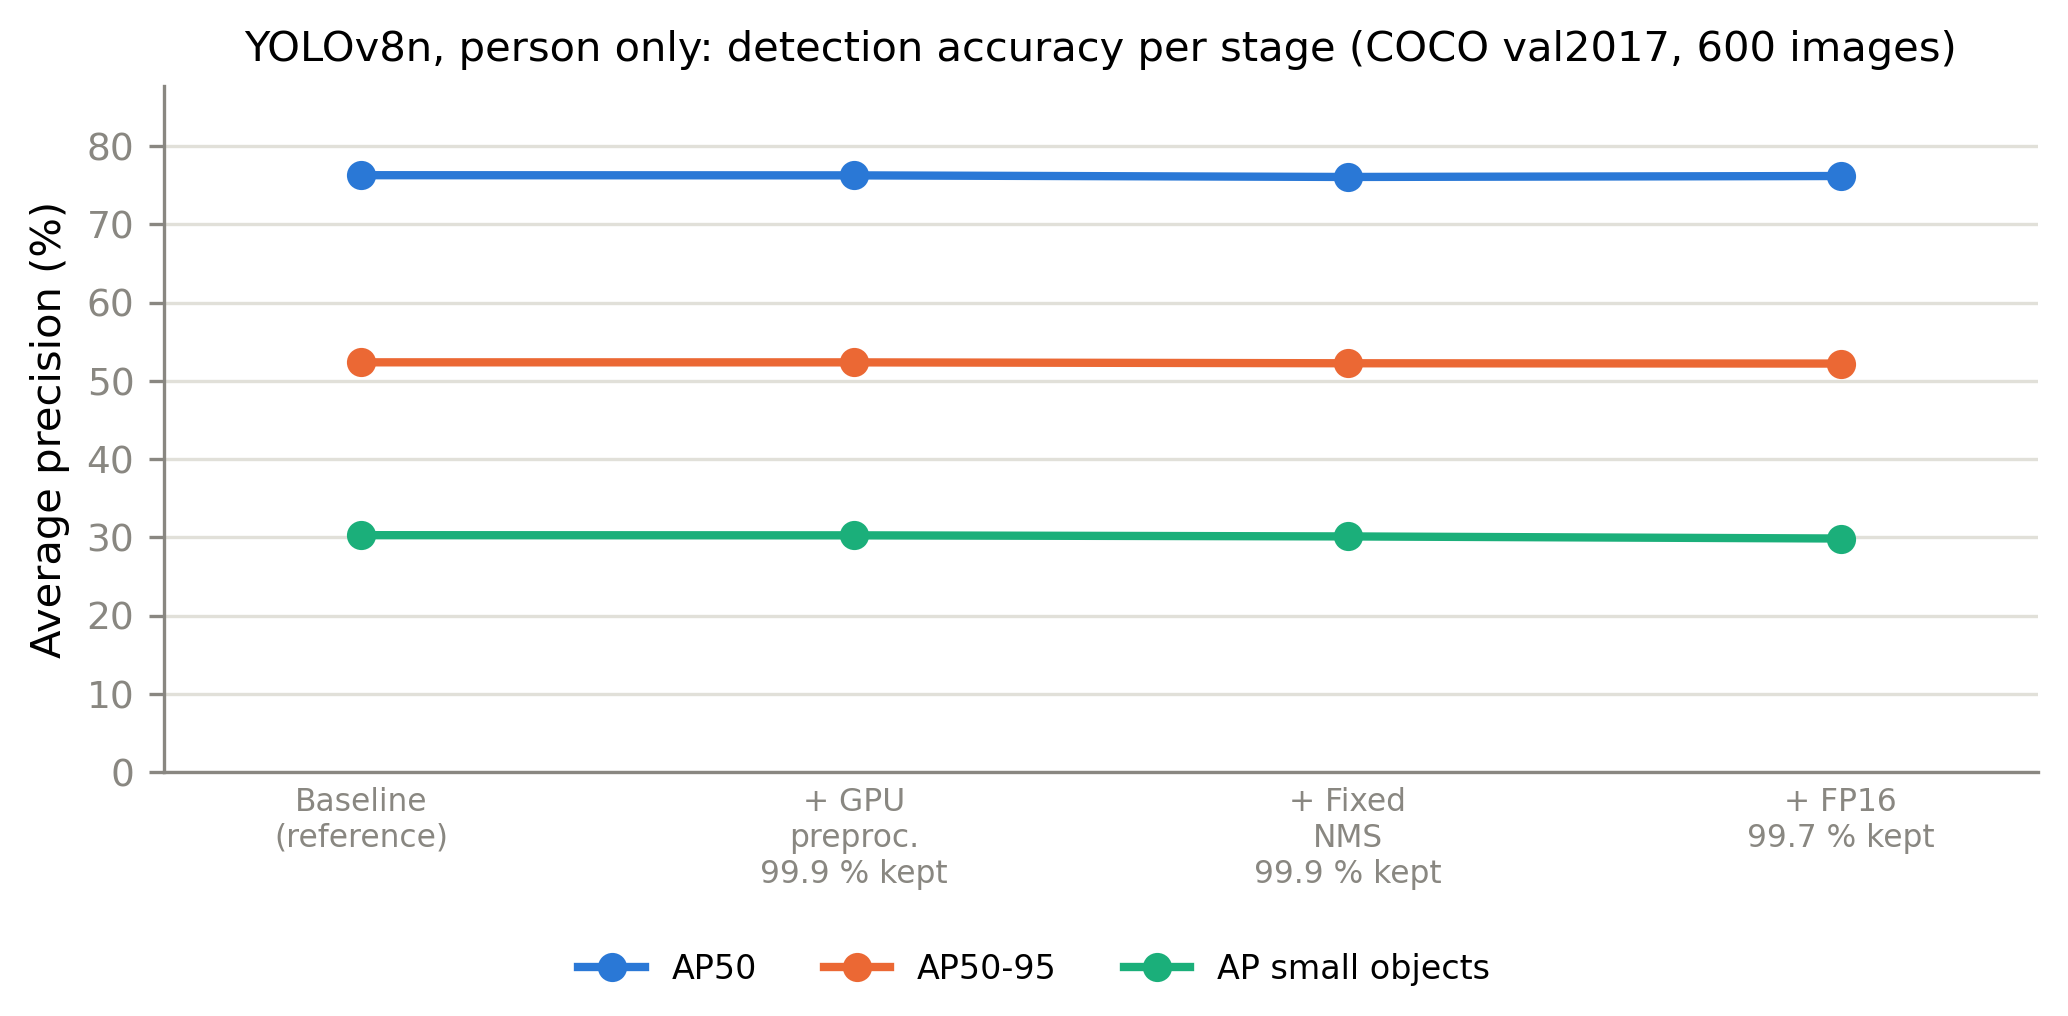 YOLOv8n, person only: detection accuracy per stage (COCO val2017, 600 images)
Average precision (%)
80
70
60
50
40
30
20
10
0
Baseline
(reference)
+ GPU
preproc.
99.9 % kept
+ Fixed
NMS
99.9 % kept
+ FP16
99.7 % kept
AP50
AP50-95
AP small objects